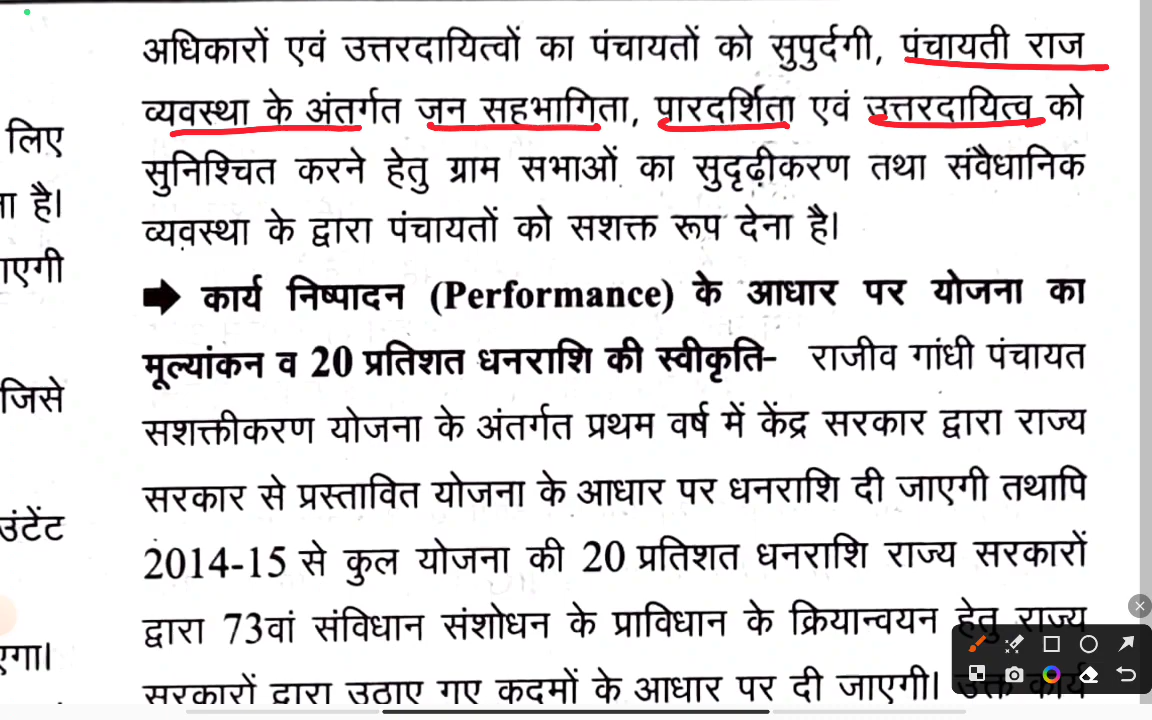 अधिकारों एवं उत्तरदायित्वों का पंचायतों को सुपुर्दगी, पंचायती राज
व्यवस्था के अंतर्गत जन सहभागिता, पारदर्शिता एवं उत्तरदायित्व को
सुनिश्चित करने हेतु ग्राम सभाओं का सुदृढ़ीकरण तथा संवैधानिक
व्यवस्था के द्वारा पंचायतों को सशक्त रूप देना है।
➡ कार्य निष्पादन (Performance) के आधार पर योजना का
मूल्यांकन व 20 प्रतिशत धनराशि की स्वीकृति- राजीव गांधी पंचायत
सशक्तीकरण योजना के अंतर्गत प्रथम वर्ष में केंद्र सरकार द्वारा राज्य
सरकार से प्रस्तावित योजना के आधार पर धनराशि दी जाएगी तथापि
2014-15 से कुल योजना की 20 प्रतिशत धनराशि राज्य सरकारों
द्वारा 73वां संविधान संशोधन के प्राविधान के क्रियान्वयन हेतु राज्य
सरकारों द्वारा उठाए गए कदमों के आधार पर दी जाएगी। उक्त कार्य
लिए
है।
जिसे